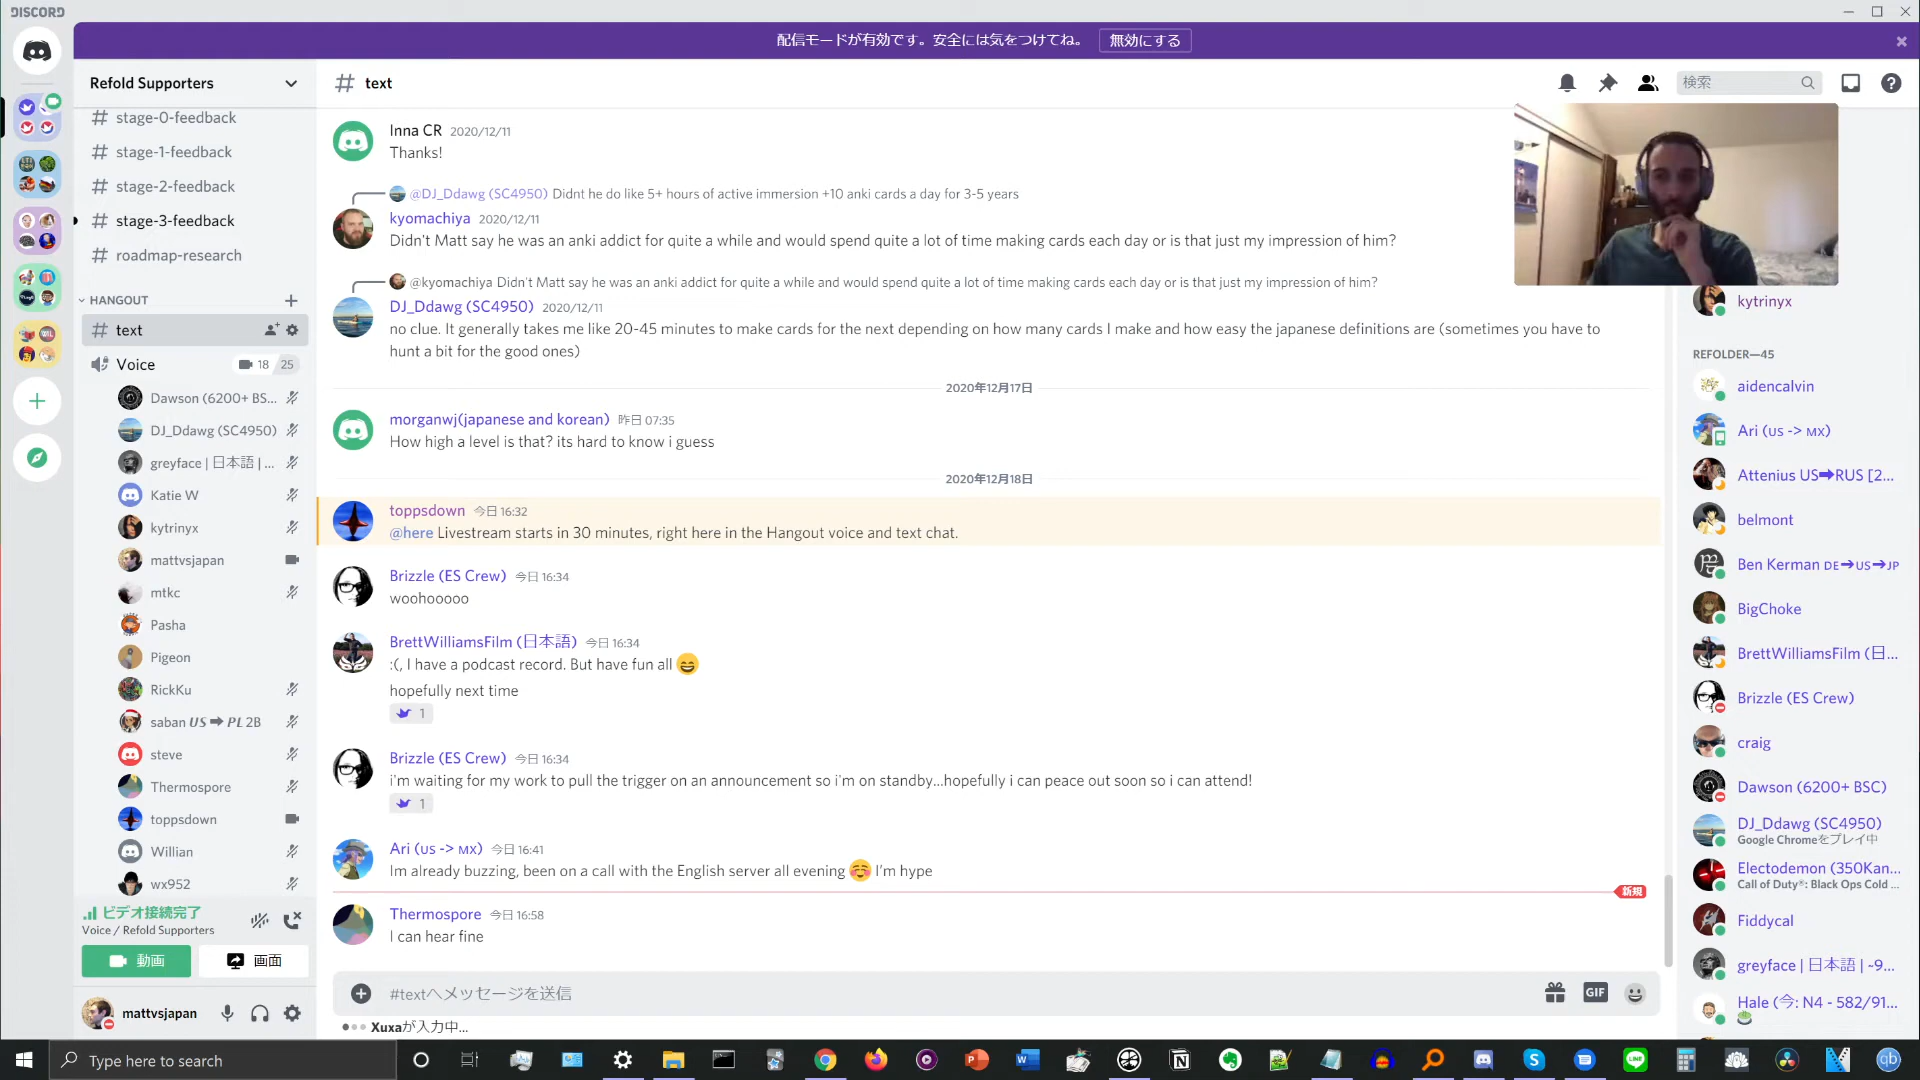 DISCORD
配信モードが有効です。安全には気をつけてね。
無効にする
Refold Supporters
text
検索
stage-0-feedback
stage-1-feedback
stage-2-feedback
stage-3-feedback
roadmap-research
HANGOUT
text
Voice
18 25
Dawson (6200+ BS...
DJ_Ddawg (SC4950)
greyface | 日本語 | ...
Katie W
kytrinyx
mattvsjapan
mtkc
Pasha
Pigeon
RickKu
saban US ➡ PL 2B
steve
Thermospore
toppsdown
Willian
wx952
ビデオ接続完了
Voice / Refold Supporters
動画
画面
mattvsjapan
Inna CR 2020/12/11
Thanks!
@DJ_Ddawg (SC4950) Didnt he do like 5+ hours of active immersion +10 anki cards a day for 3-5 years
kyomachiya 2020/12/11
Didn't Matt say he was an anki addict for quite a while and would spend quite a lot of time making cards each day or is that just my impression of him?
@kyomachiya Didn't Matt say he was an anki addict for quite a while and would spend quite a lot of time making cards each day or is that just my impression of him?
DJ_Ddawg (SC4950) 2020/12/11
no clue. It generally takes me like 20-45 minutes to make cards for the next depending on how many cards I make and how easy the japanese definitions are (sometimes you have to
hunt a bit for the good ones)
2020年12月17日
morganwj(japanese and korean) 昨日 07:35
How high a level is that? its hard to know i guess
2020年12月18日
toppsdown 今日 16:32
@here Livestream starts in 30 minutes, right here in the Hangout voice and text chat.
Brizzle (ES Crew) 今日 16:34
woohooooo
BrettWilliamsFilm (日本語) 今日 16:34
:(, I have a podcast record. But have fun all
hopefully next time
1
Brizzle (ES Crew) 今日 16:34
i'm waiting for my work to pull the trigger on an announcement so i'm on standby...hopefully i can peace out soon so i can attend!
1
Ari (US -> MX) 今日 16:41
Im already buzzing, been on a call with the English server all evening I'm hype
新規
Thermospore 今日 16:58
I can hear fine
#textへメッセージを送信
GIF
Xuxaが入力中...
kytrinyx
REFOLDER—45
aidencalvin
Ari (US -> MX)
Attenius US➡RUS [2...
belmont
Ben Kerman DE➔US➔JP
BigChoke
BrettWilliamsFilm (日...
Brizzle (ES Crew)
craig
Dawson (6200+ BSC)
DJ_Ddawg (SC4950)
Google Chromeをプレイ中
Electodemon (350Kan...
Call of Duty®: Black Ops Cold ...
Fiddycal
greyface | 日本語 | ~9...
Hale (今: N4 - 582/91...
Type here to search